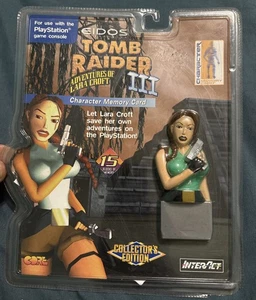 For use with the
PlayStation
game console
EIDOS
TOMB
RAIDER
III
ADVENTURES OF
LARA CROFT
Character Memory Card
Let Lara Croft
save her own
adventures on
the PlayStation!
15
CORE
COLLECTOR'S
EDITION
INTERACT